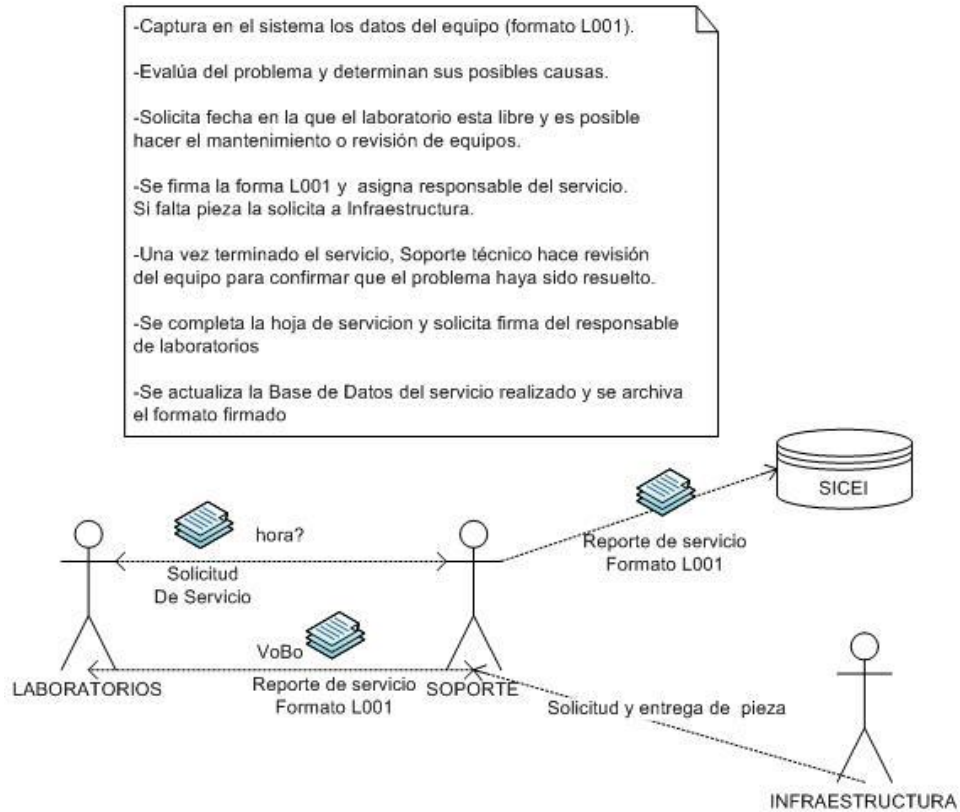 -Captura en el sistema los datos del equipo (formato L001).
-Evalúa del problema y determinan sus posibles causas.
-Solicita fecha en la que el laboratorio esta libre y es posible
hacer el mantenimiento o revisión de equipos.
-Se firma la forma L001 y asigna responsable del servicio.
Si falta pieza la solicita a Infraestructura.
-Una vez terminado el servicio, Soporte técnico hace revisión
del equipo para confirmar que el problema haya sido resuelto.
-Se completa la hoja de servicion y solicita firma del responsable
de laboratorios
-Se actualiza la Base de Datos del servicio realizado y se archiva
el formato firmado
SICEI
hora?
Reporte de servicio
Formato L001
Solicitud
De Servicio
VoBo
LABORATORIOS
Reporte de servicio
Formato L001
SOPORTE
Solicitud y entrega de pieza
INFRAESTRUCTURA